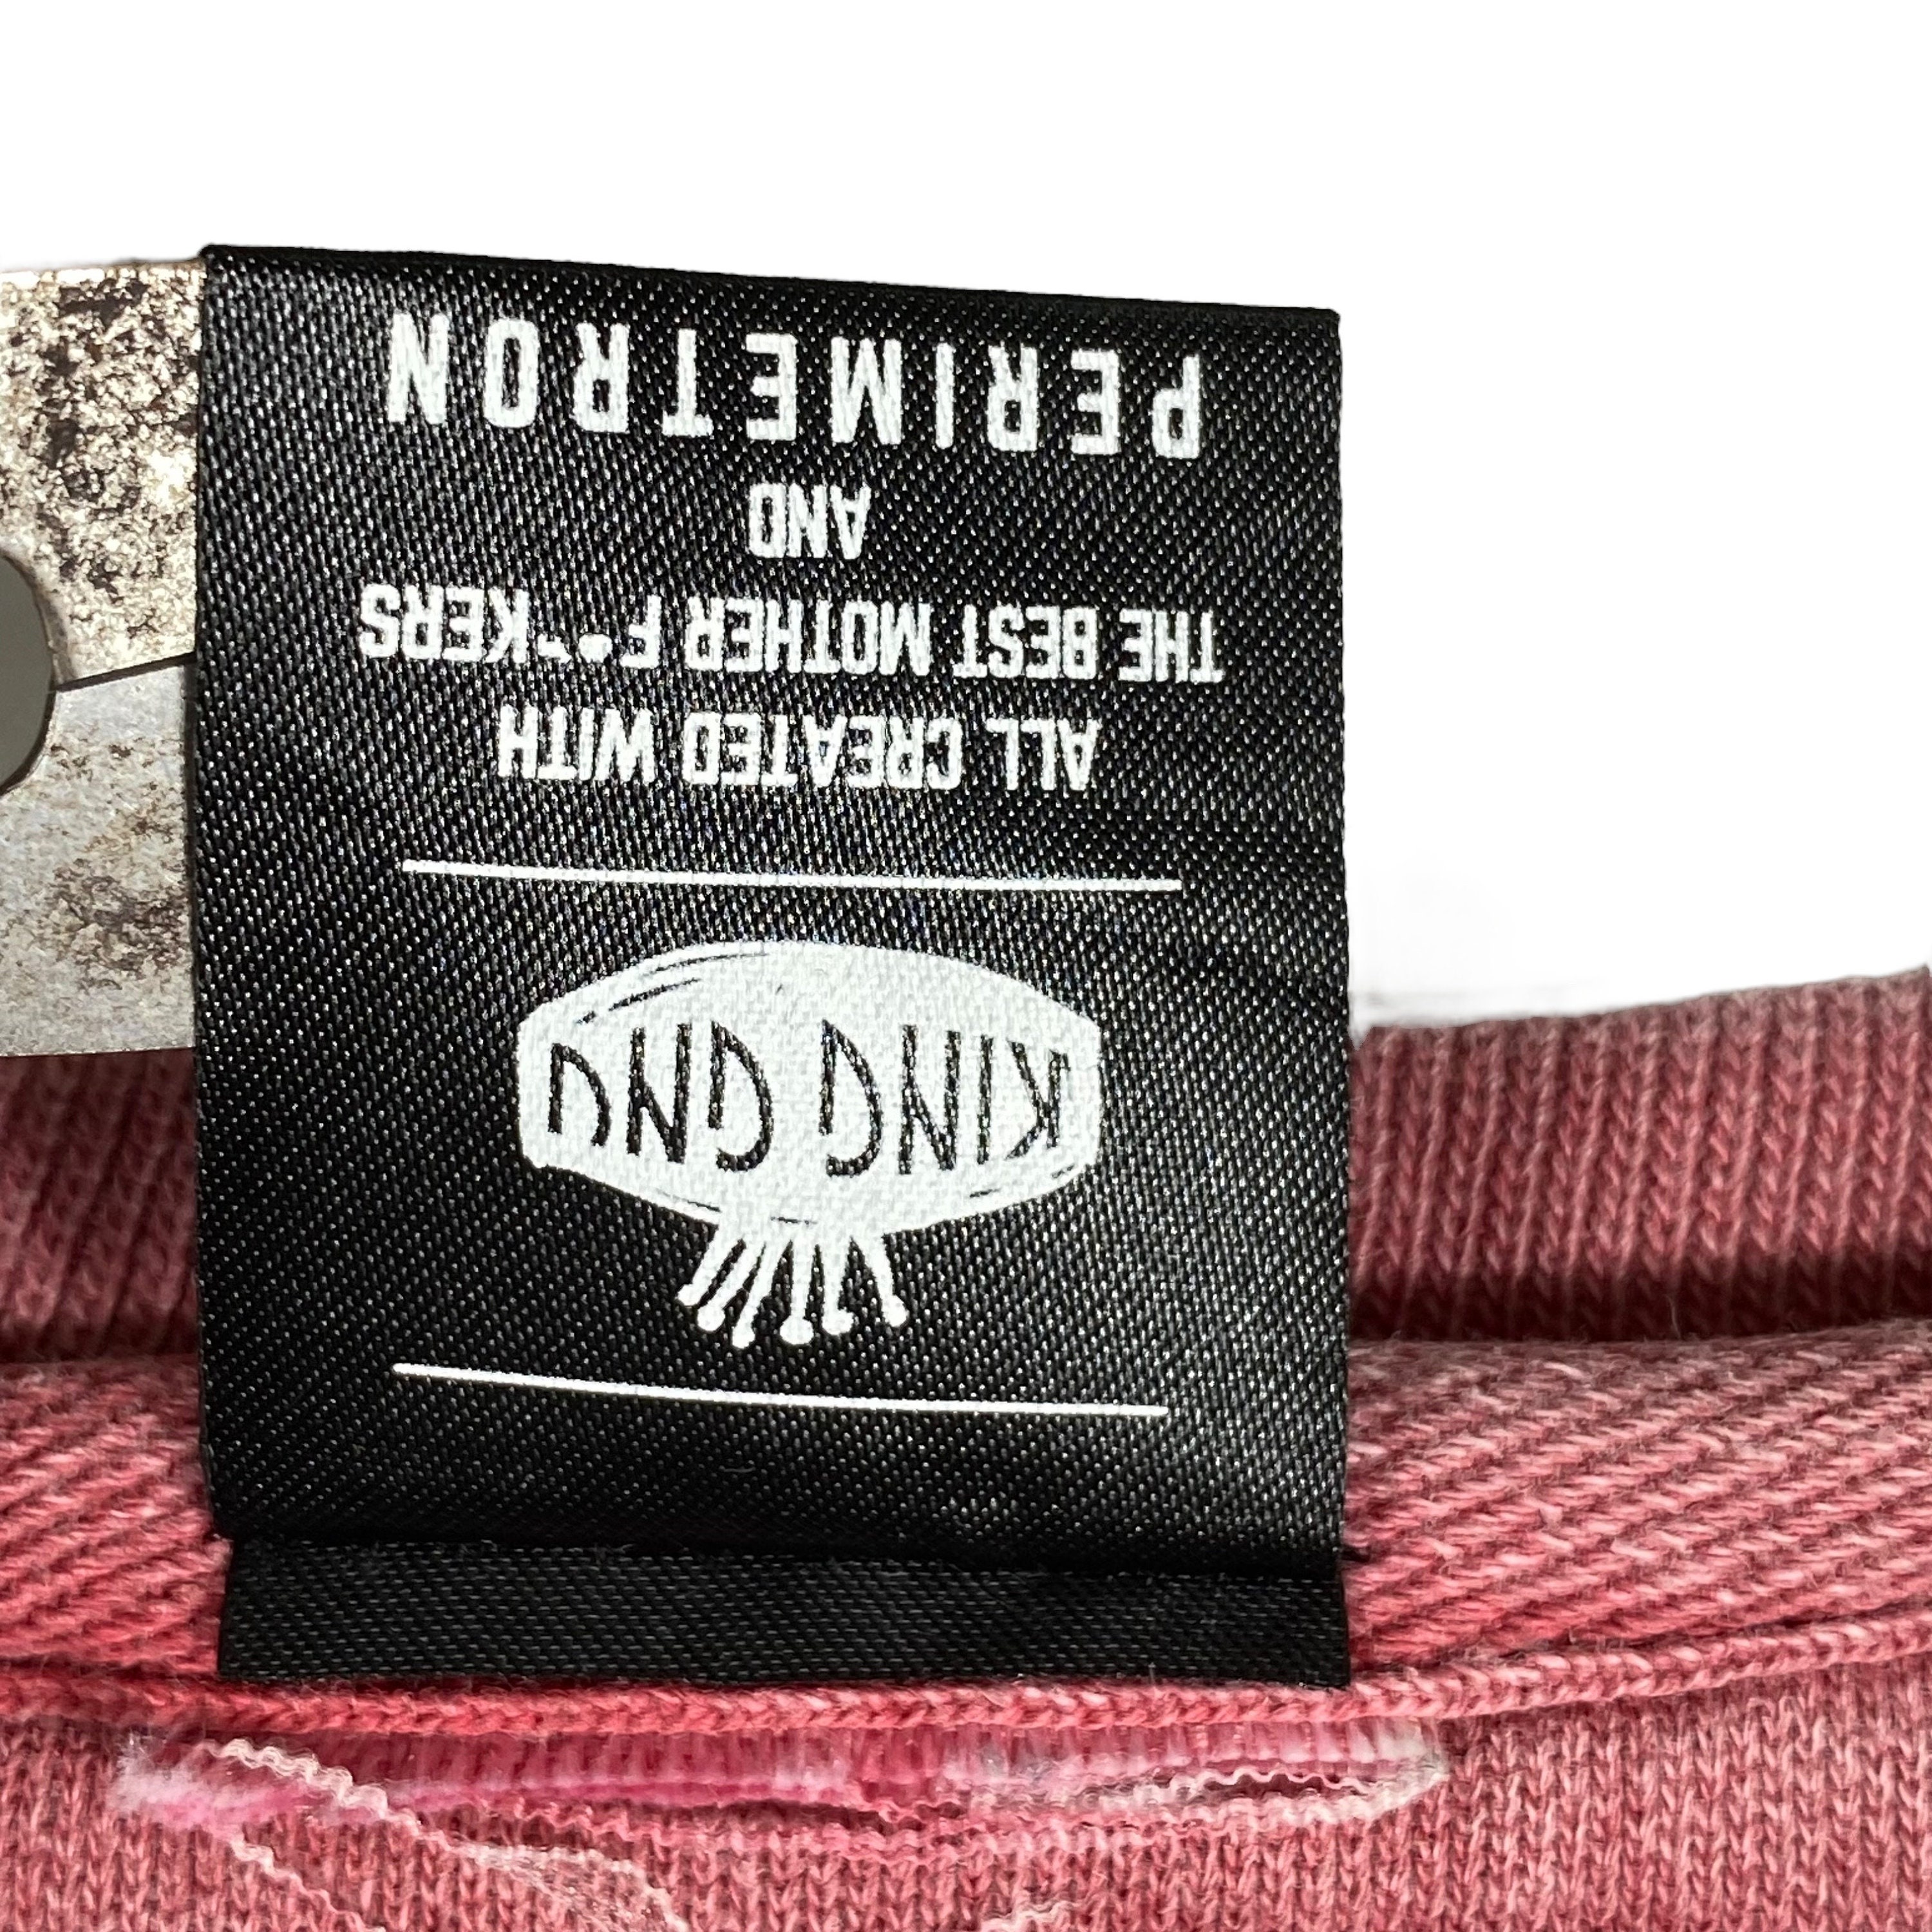 KING GNU
ALL CREATED WITH
THE BEST MOTHER F•~KERS
AND
PERIMETRON